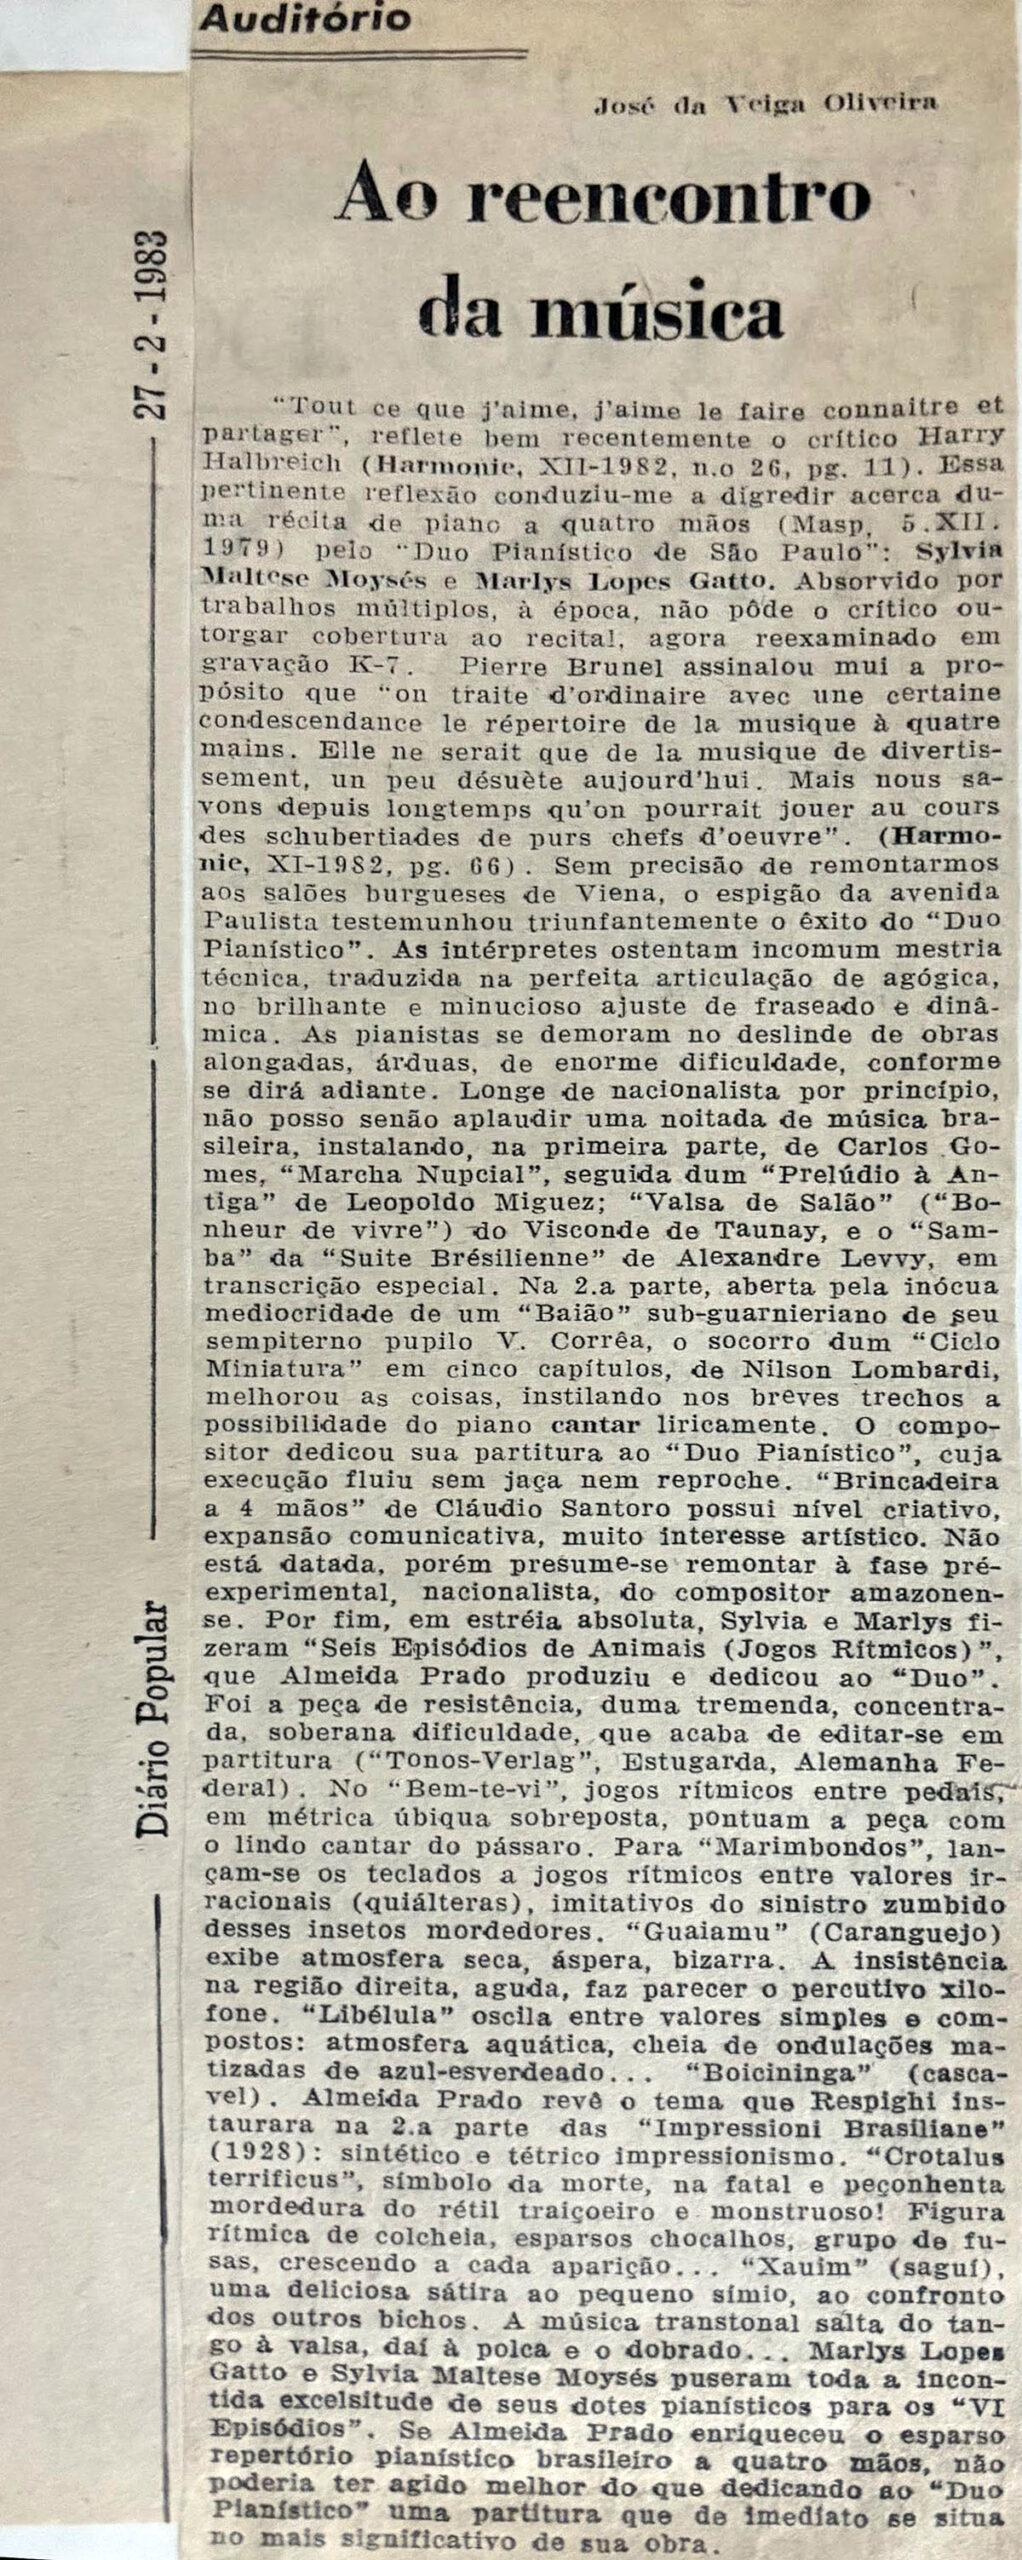 Auditório
José da Veiga Oliveira
Ao reencontro
da música
"Tout ce que j'aime, j'aime le faire connaitre et
partager", reflete bem recentemente o crítico Harry
Halbreich (Harmonie, XII-1982, n.o 26, pg. 11). Essa
pertinente reflexão conduziu-me a digredir acerca du-
ma récita de piano a quatro mãos (Masp, 5.XII.
1979) pelo "Duo Pianístico de São Paulo": Sylvia
Maltese Moysés e Marlys Lopes Gatto. Absorvido por
trabalhos múltiplos, à época, não pôde o crítico ou-
torgar cobertura ao recital, agora reexaminado em
gravação K-7. Pierre Brunel assinalou mui a pro-
pósito que "on traite d'ordinaire avec une certaine
condescendance le répertoire de la musique à quatre
mains. Elle ne serait que de la musique de divertis-
sement, un peu désuète aujourd'hui. Mais nous sa-
vons depuis longtemps qu'on pourrait jouer au cours
des schubertiades de purs chefs d'oeuvre". (Harmo-
nie, XI-1982, pg. 66). Sem precisão de remontarmos
aos salões burgueses de Viena, o espigão da avenida
Paulista testemunhou triunfantemente o êxito do "Duo
Pianístico". As intérpretes ostentam incomum mestria
técnica, traduzida na perfeita articulação de agógica,
no brilhante e minucioso ajuste de fraseado e dinâ-
mica. As pianistas se demoram no deslinde de obras
alongadas, árduas, de enorme dificuldade, conforme
se dirá adiante. Longe de nacionalista por princípio,
não posso senão aplaudir uma noitada de música bra-
sileira, instalando, na primeira parte, de Carlos Go-
mes, "Marcha Nupcial", seguida dum "Prelúdio à An-
tiga" de Leopoldo Miguez; "Valsa de Salão" ("Bo-
nheur de vivre") do Visconde de Taunay, e o "Sam-
ba" da "Suite Brésilienne" de Alexandre Levvy, em
transcrição especial. Na 2.a parte, aberta pela inócua
mediocridade de um "Baião" sub-guarnieriano de seu
sempiterno pupilo V. Corrêa, o socorro dum "Ciclo
Miniatura" em cinco capítulos, de Nilson Lombardi,
melhorou as coisas, instilando nos breves trechos a
possibilidade do piano cantar liricamente. O compo-
sitor dedicou sua partitura ao "Duo Pianístico", cuja
execução fluiu sem jaça nem reproche. "Brincadeira
a 4 mãos" de Cláudio Santoro possui nível criativo,
expansão comunicativa, muito interesse artístico. Não
está datada, porém presume-se remontar à fase pré-
experimental, nacionalista, do compositor amazonen-
se. Por fim, em estréia absoluta, Sylvia e Marlys fi-
zeram "Seis Episódios de Animais (Jogos Rítmicos)",
que Almeida Prado produziu e dedicou ao "Duo".
Foi a peça de resistência, duma tremenda, concentra-
da, soberana dificuldade, que acaba de editar-se em
partitura ("Tonos-Verlag", Estugarda, Alemanha Fe-
deral). No "Bem-te-vi", jogos rítmicos entre pedais,
em métrica úbiqua sobreposta, pontuam a peça com
o lindo cantar do pássaro. Para "Marimbondos", lan-
çam-se os teclados a jogos rítmicos entre valores ir-
racionais (quiálteras), imitativos do sinistro zumbido
desses insetos mordedores. "Guaiamu" (Caranguejo)
exibe atmosfera seca, áspera, bizarra. A insistência
na região direita, aguda, faz parecer o percutivo xilo-
fone. "Libélula" oscila entre valores simples e com-
postos: atmosfera aquática, cheia de ondulações ma-
tizadas de azul-esverdeado... "Boicininga" (casca-
vel). Almeida Prado revê o tema que Respighi ins-
taurara na 2.a parte das "Impressioni Brasiliane"
(1928): sintético e tétrico impressionismo. "Crotalus
terrificus", símbolo da morte, na fatal e peçonhenta
mordedura do rétil traiçoeiro e monstruoso! Figura
rítmica de colcheia, esparsos chocalhos, grupo de fu-
sas, crescendo a cada aparição... "Xauim" (sagui),
uma deliciosa sátira ao pequeno símio, ao confronto
dos outros bichos. A música transtonal salta do tan-
go à valsa, daí à polca e o dobrado... Marlys Lopes
Gatto e Sylvia Maltese Moysés puseram toda a incon-
tida excelsitude de seus dotes pianísticos para os "VI
Episódios". Se Almeida Prado enriqueceu o esparso
repertório pianístico brasileiro a quatro mãos, não
poderia ter agido melhor do que dedicando ao "Duo
Pianístico" uma partitura que de imediato se situa
no mais significativo de sua obra.
Diário Popular
27-2-1983